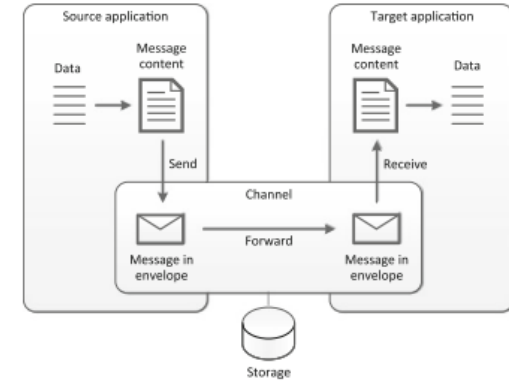 Source application
Target application
Data
Message
content
Message
content
Data
Send
Receive
Channel
Forward
Message in
envelope
Message in
envelope
Storage